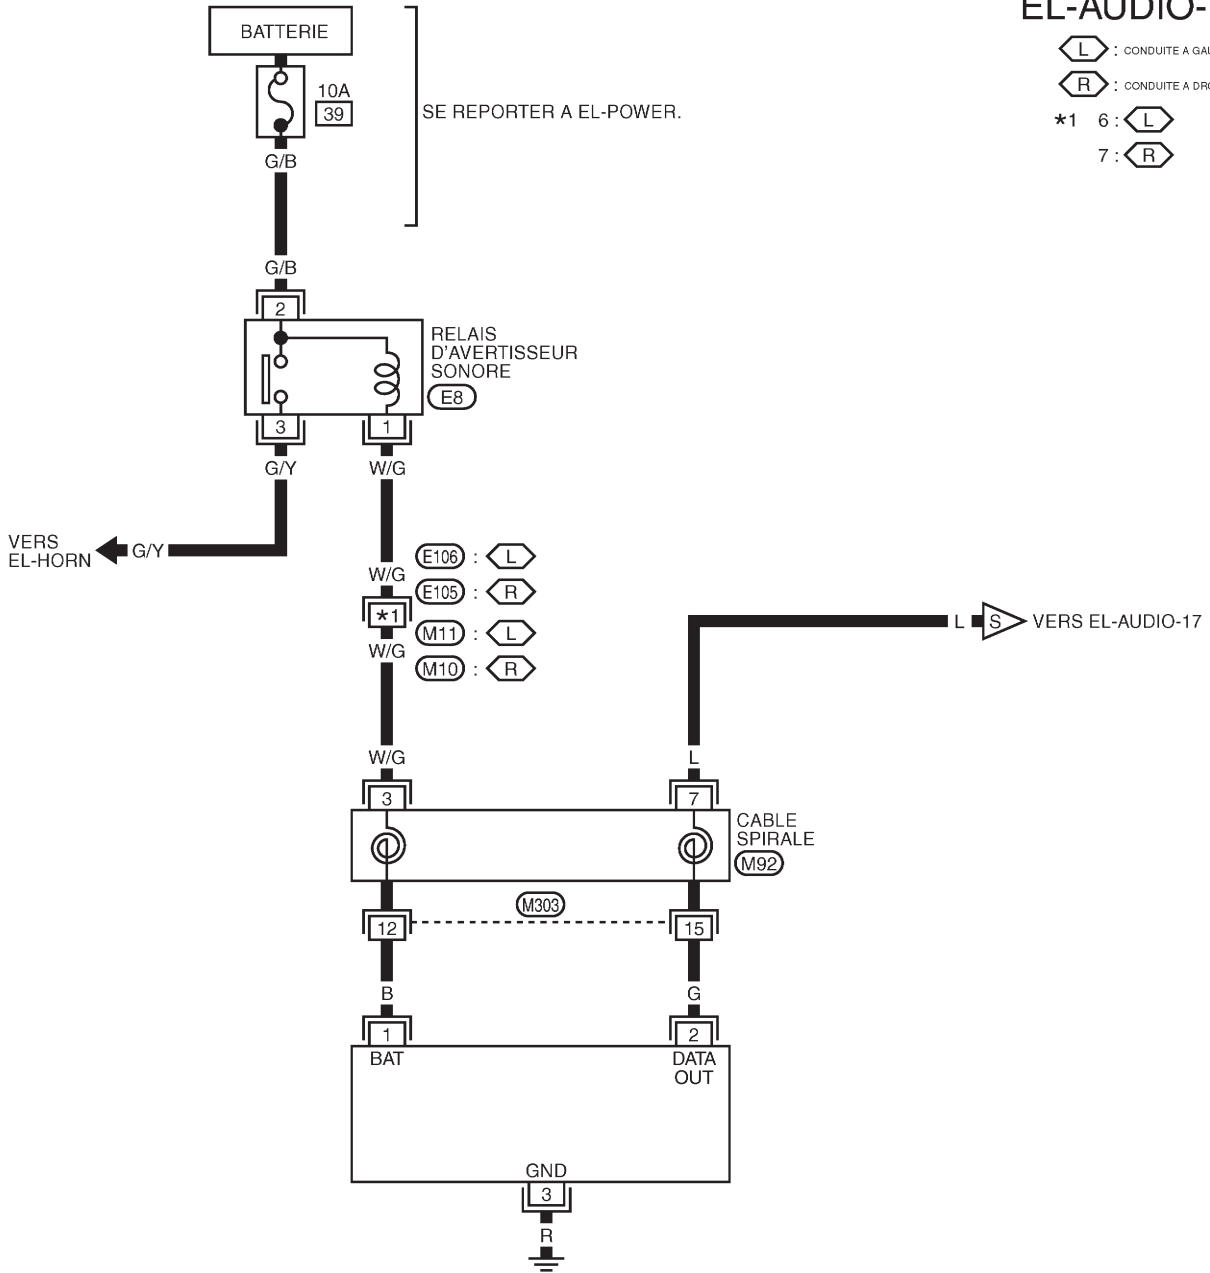 EL-AUDIO-
BATTERIE
L : CONDUITE A
R : CONDUITE A
*1 6 : L
7 : R
10A
39
SE REPORTER A EL-POWER.
G/B
G/B
2
RELAIS
D'AVERTISSEUR
SONORE
E8
3 1
G/Y W/G
VERS
EL-HORN
G/Y
W/G
E106 : L
E105 : R
*1
M11 : L
W/G
M10 : R
L S VERS EL-AUDIO-17
W/G L
3 7
CABLE
SPIRALE
M92
M303
12 15
B G
1 2
BAT DATA
OUT
GND
3
R